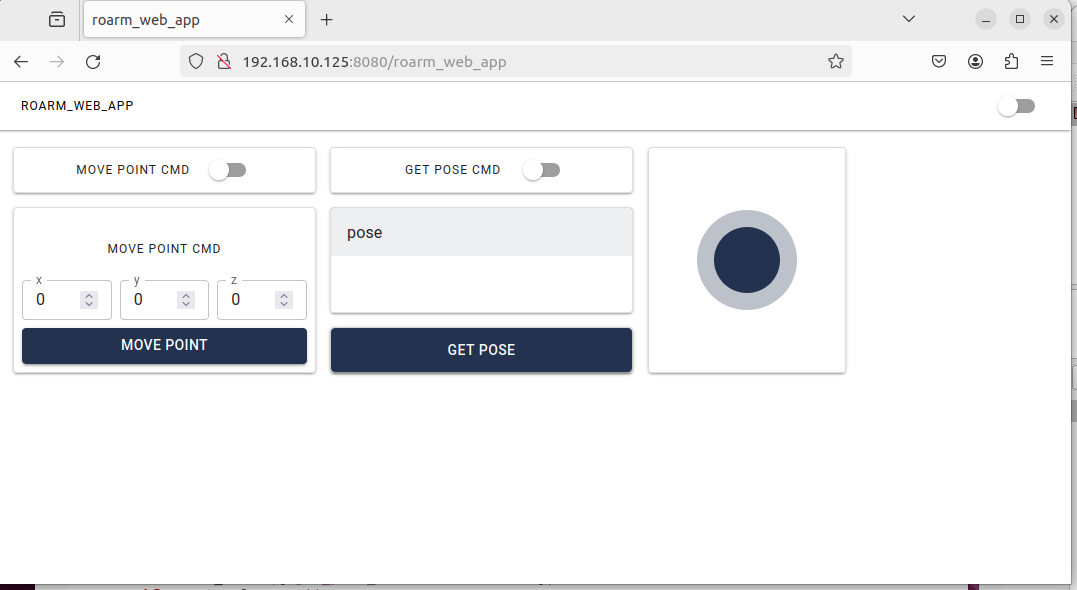 roarm_web_app
192.168.10.125:8080/roarm_web_app
ROARM_WEB_APP
MOVE POINT CMD
GET POSE CMD
MOVE POINT CMD
x
y
z
0
0
0
MOVE POINT
pose
GET POSE